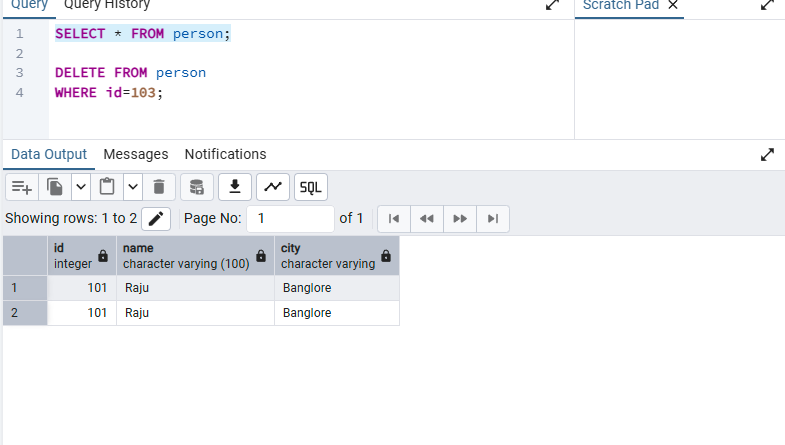 Query Query History Scratch Pad
1 SELECT * FROM person;
2
3 DELETE FROM person
4 WHERE id=103;
Data Output Messages Notifications
SQL
Showing rows: 1 to 2 Page No: 1 of 1
id name city
integer character varying (100) character varying
1 101 Raju Banglore
2 101 Raju Banglore